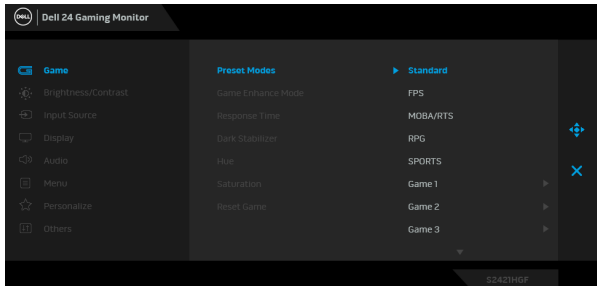 DELL
Dell 24 Gaming Monitor
Game
Preset Modes
Standard
Brightness/Contrast
Game Enhance Mode
FPS
Input Source
Response Time
MOBA/RTS
Display
Dark Stabilizer
RPG
Audio
Hue
SPORTS
Menu
Saturation
Game 1
Personalize
Reset Game
Game 2
Others
Game 3
S2421HGF